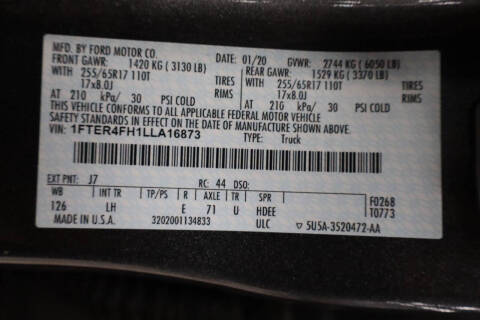 MFD. BY FORD MOTOR CO.
01/20 GVWR: 2744 KG ( 6050 LB)
FRONT GAWR: 1420 KG ( 3130 LB) REAR GAWR: 1529 KG ( 3370 LB)
WITH 255/65R17 110T TIRES WITH 255/65R17 110T TIRES
17x8.0J RIMS 17x8.0J RIMS
AT 210 kPa/ 30 PSI COLD AT 210 kPa/ 30 PSI COLD
THIS VEHICLE CONFORMS TO ALL APPLICABLE FEDERAL MOTOR VEHICLE
SAFETY STANDARDS IN EFFECT ON THE DATE OF MANUFACTURE SHOWN ABOVE.
VIN: 1FTER4FH1LLA16873
TYPE: Truck
EXT PNT: J7 RC: 44 DSO:
WB INT TR TP/PS R AXLE TR SPR F0268
126 LH E 71 U HDEE T0773
MADE IN U.S.A. 3202001134833 ULC ▽ 5U5A-3520472-AA